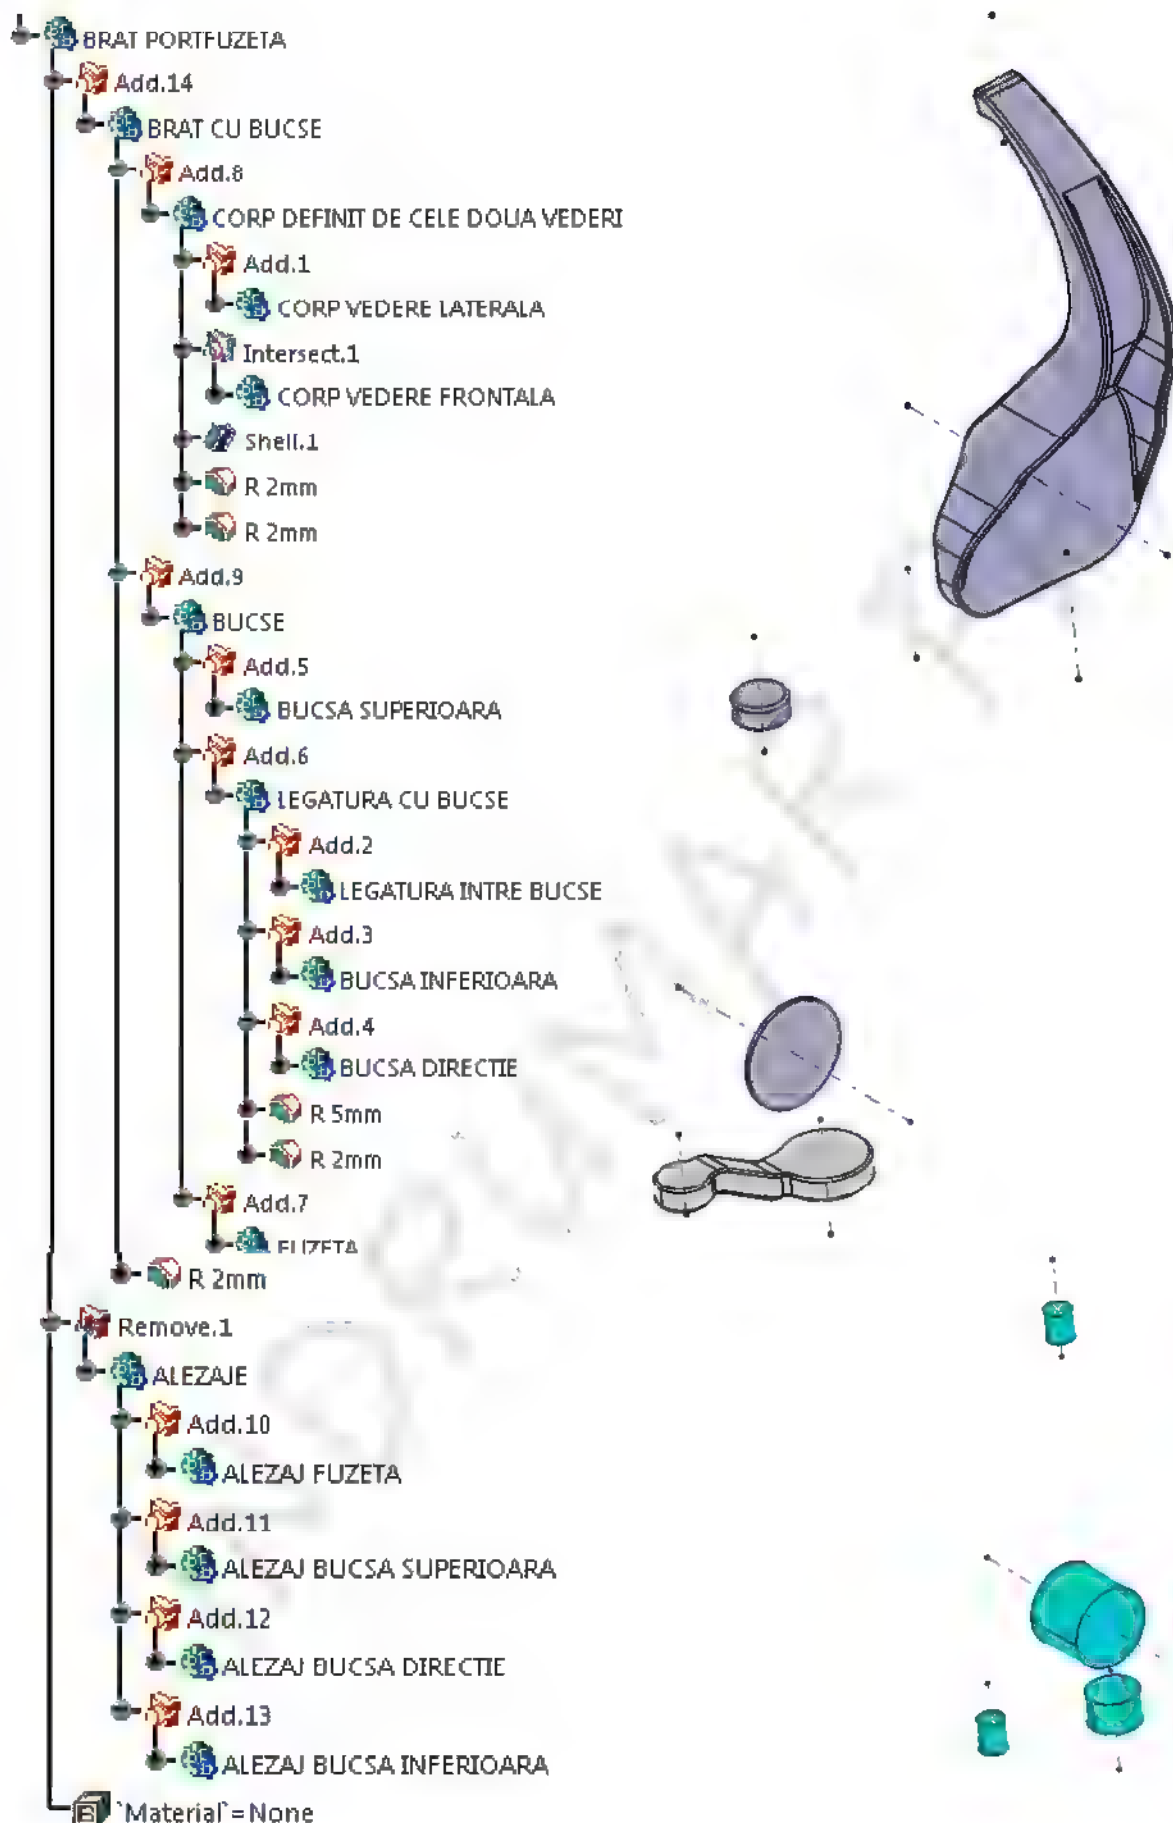 BRAT PORTFUZETA
Add.14
BRAT CU BUCSE
Add.8
CORP DEFINIT DE CELE DOUA VEDERI
Add.1
CORP VEDERE LATERALA
Intersect.1
CORP VEDERE FRONTALA
Shell.1
R 2mm
R 2mm
Add.9
BUCSE
Add.5
BUCSA SUPERIOARA
Add.6
LEGATURA CU BUCSE
Add.2
LEGATURA INTRE BUCSE
Add.3
BUCSA INFERIOARA
Add.4
BUCSA DIRECTIE
R 5mm
R 2mm
Add.7
FUZETA
R 2mm
Remove.1
ALEZAJE
Add.10
ALEZAJ FUZETA
Add.11
ALEZAJ BUCSA SUPERIOARA
Add.12
ALEZAJ BUCSA DIRECTIE
Add.13
ALEZAJ BUCSA INFERIOARA
`Material`=None